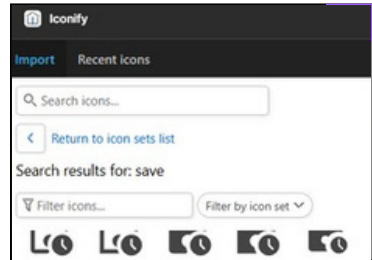 Iconify
Import Recent icons
Search icons...
Return to icon sets list
Search results for: save
Filter icons... Filter by icon set